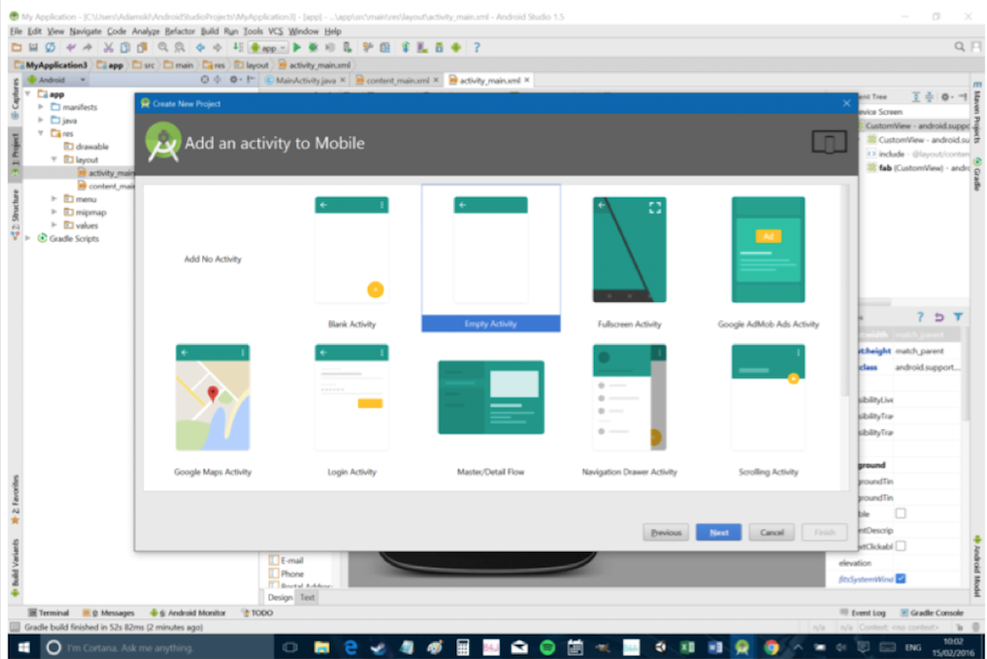 My Application - [C:\Users\Adamski\AndroidStudioProjects\MyApplication3] - [app] - ...\app\src\main\res\layout\activity_main.xml - Android Studio 1.5
File Edit View Navigate Code Analyze Refactor Build Run Tools VCS Window Help
app
MyApplication3 app src main res layout activity_main.xml
Android MainActivity.java content_main.xml activity_main.xml
Captures
1: Project
2: Structure
2: Favorites
Build Variants
app
manifests
java
res
drawable
layout
activity_main
content_mai
menu
mipmap
values
Gradle Scripts
Create New Project
Add an activity to Mobile
Add No Activity
Blank Activity
Empty Activity
Fullscreen Activity
Ad
Google AdMob Ads Activity
Google Maps Activity
Login Activity
Master/Detail Flow
Navigation Drawer Activity
Scrolling Activity
Previous Next Cancel Finish
nent Tree
evice Screen
CustomView - android.suppo
CustomView - android.su
include - @layout/conten
fab (CustomView) - andro
Maven Projects
Gradle
Android Model
match_parent
t:height match_parent
class android.support...
sibilityLive
sibilityTra
sibilityTra
ground
groundTin
groundTin
ble
entDescrip
xtClickabl
elevation
fitsSystemWind
E-mail
Phone
Design Text
Terminal 0: Messages 6: Android Monitor TODO Event Log Gradle Console
Gradle build finished in 52s 82ms (2 minutes ago) n/a n/a Context: <no context>
I'm Cortana. Ask me anything.
ENG 10:02
15/02/2016